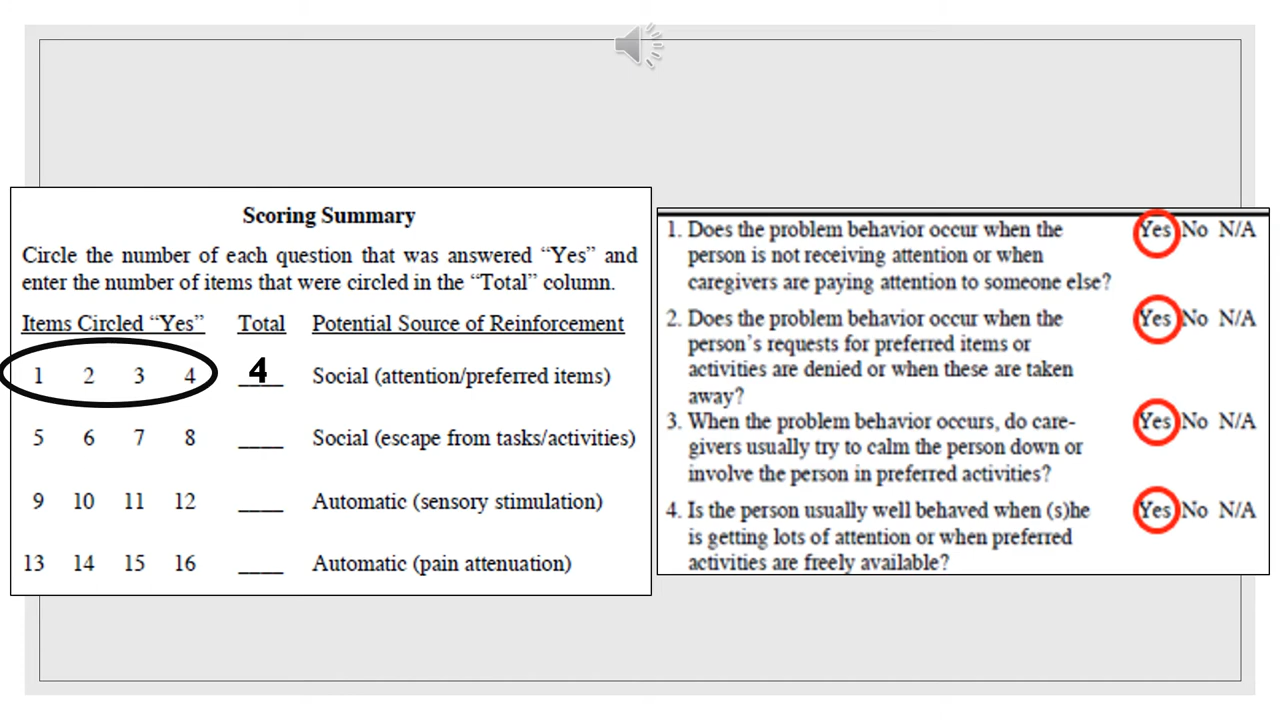 Scoring Summary
Circle the number of each question that was answered “Yes” and
enter the number of items that were circled in the “Total” column.
Items Circled “Yes” Total Potential Source of Reinforcement
1 2 3 4 4 Social (attention/preferred items)
5 6 7 8 ____ Social (escape from tasks/activities)
9 10 11 12 ____ Automatic (sensory stimulation)
13 14 15 16 ____ Automatic (pain attenuation)
1. Does the problem behavior occur when the Yes No N/A
person is not receiving attention or when
caregivers are paying attention to someone else?
2. Does the problem behavior occur when the Yes No N/A
person’s requests for preferred items or
activities are denied or when these are taken
away?
3. When the problem behavior occurs, do care- Yes No N/A
givers usually try to calm the person down or
involve the person in preferred activities?
4. Is the person usually well behaved when (s)he Yes No N/A
is getting lots of attention or when preferred
activities are freely available?